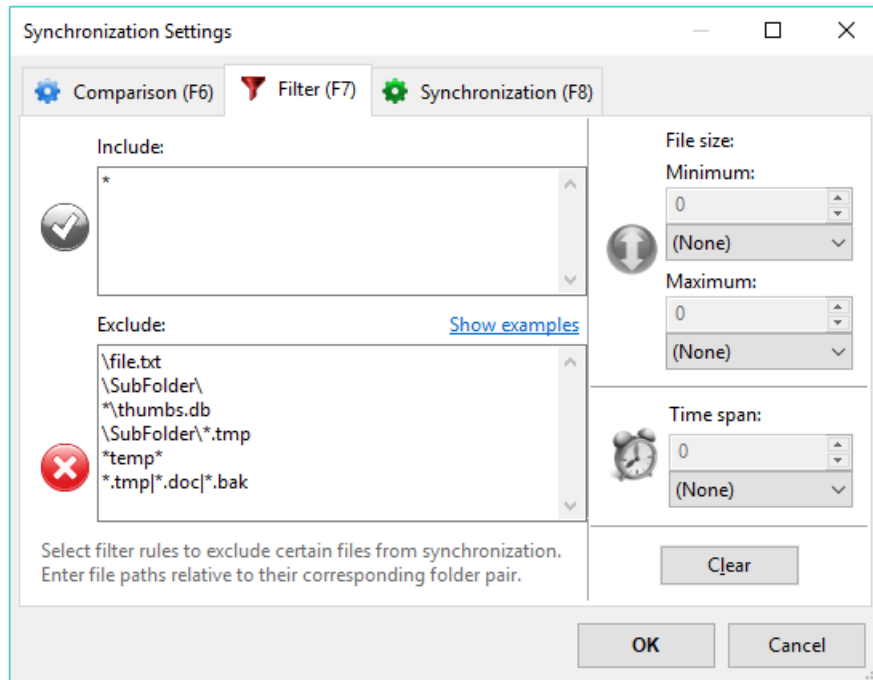 Synchronization Settings
Comparison (F6)
Filter (F7)
Synchronization (F8)
Include:
*
Exclude:
Show examples
\file.txt
\SubFolder\
*\thumbs.db
\SubFolder\*.tmp
*temp*
*.tmp|*.doc|*.bak
Select filter rules to exclude certain files from synchronization.
Enter file paths relative to their corresponding folder pair.
File size:
Minimum:
0
(None)
Maximum:
0
(None)
Time span:
0
(None)
Clear
OK
Cancel